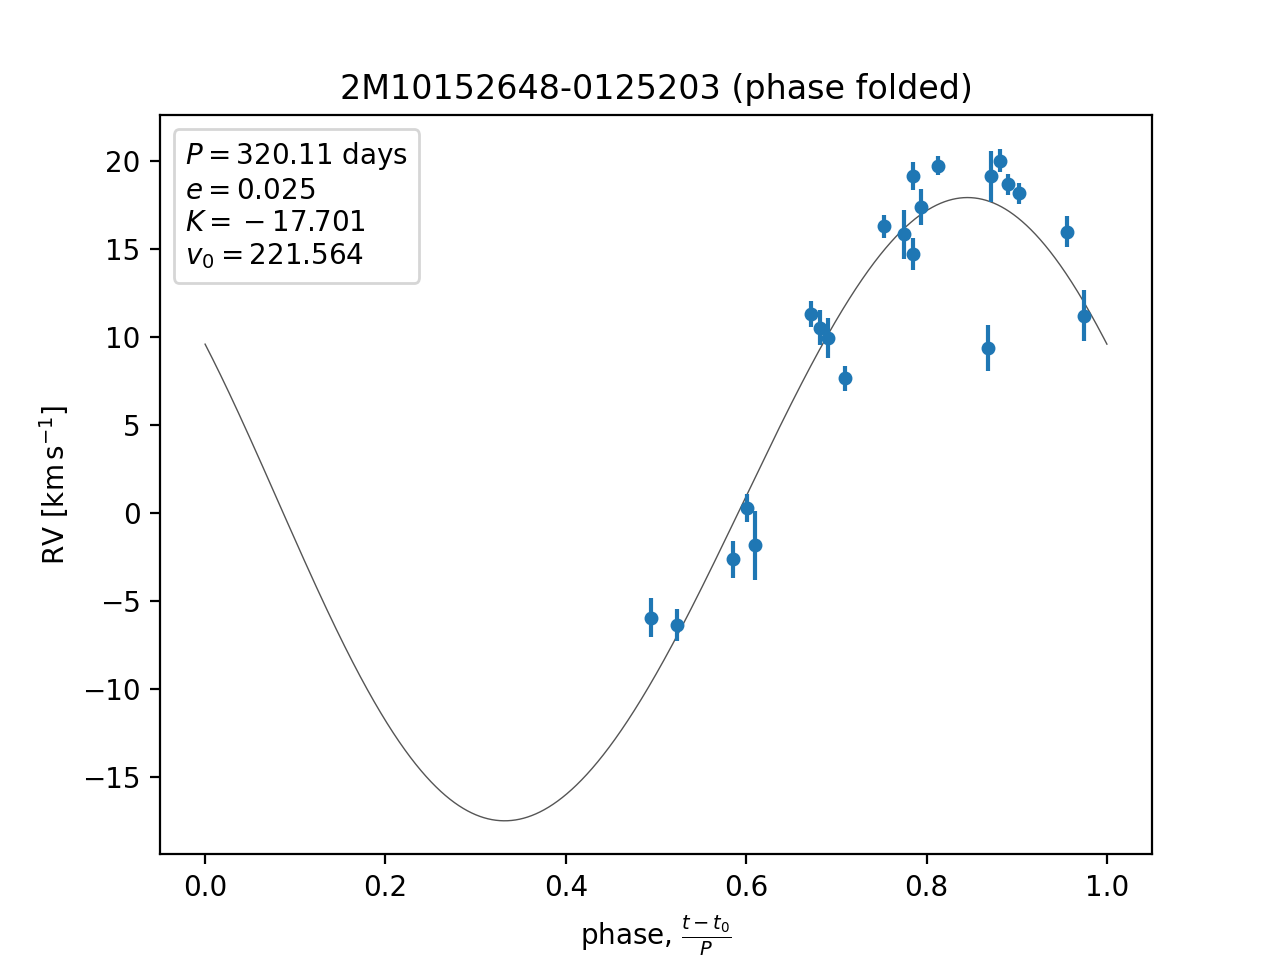 2M10152648-0125203 (phase folded)
P = 320.11 days
e = 0.025
K = −17.701
v₀ = 221.564
RV [km s⁻¹]
20
15
10
5
0
−5
−10
−15
0.0 0.2 0.4 0.6 0.8 1.0
phase, (t − t₀)/P